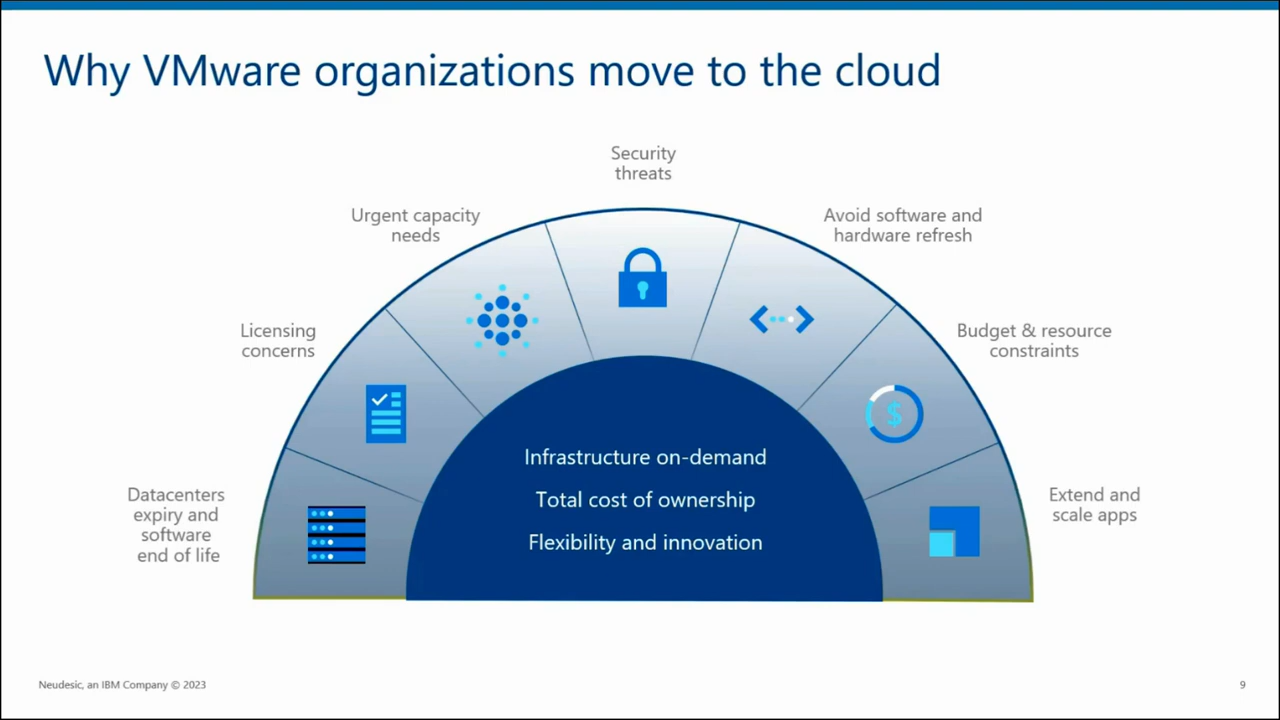 Why VMware organizations move to the cloud
Security
threats
Urgent capacity
needs
Avoid software and
hardware refresh
Licensing
concerns
Budget & resource
constraints
Datacenters
expiry and
software
end of life
Extend and
scale apps
$
Infrastructure on-demand
Total cost of ownership
Flexibility and innovation
Neudesic, an IBM Company © 2023
9